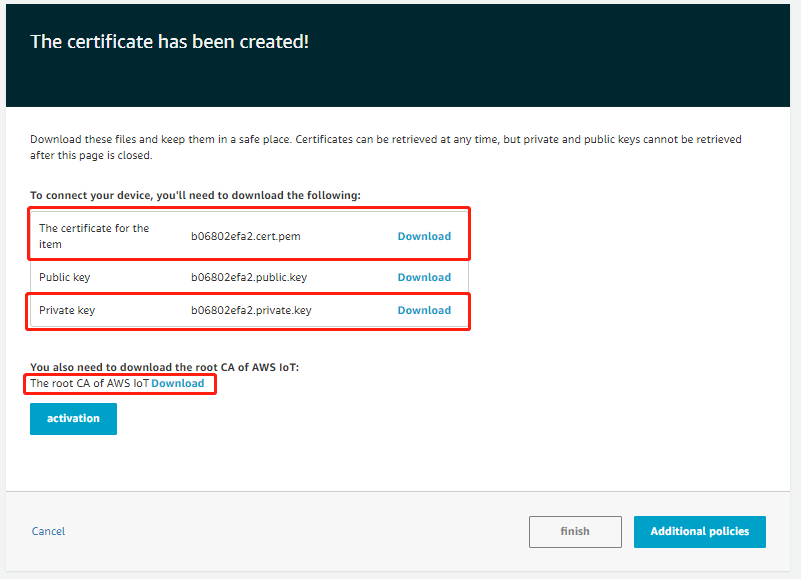 The certificate has been created!
Download these files and keep them in a safe place. Certificates can be retrieved at any time, but private and public keys cannot be retrieved
after this page is closed.
To connect your device, you'll need to download the following:
The certificate for the
item
b06802efa2.cert.pem
Download
Public key
b06802efa2.public.key
Download
Private key
b06802efa2.private.key
Download
You also need to download the root CA of AWS IoT:
The root CA of AWS IoT Download
activation
Cancel
finish
Additional policies